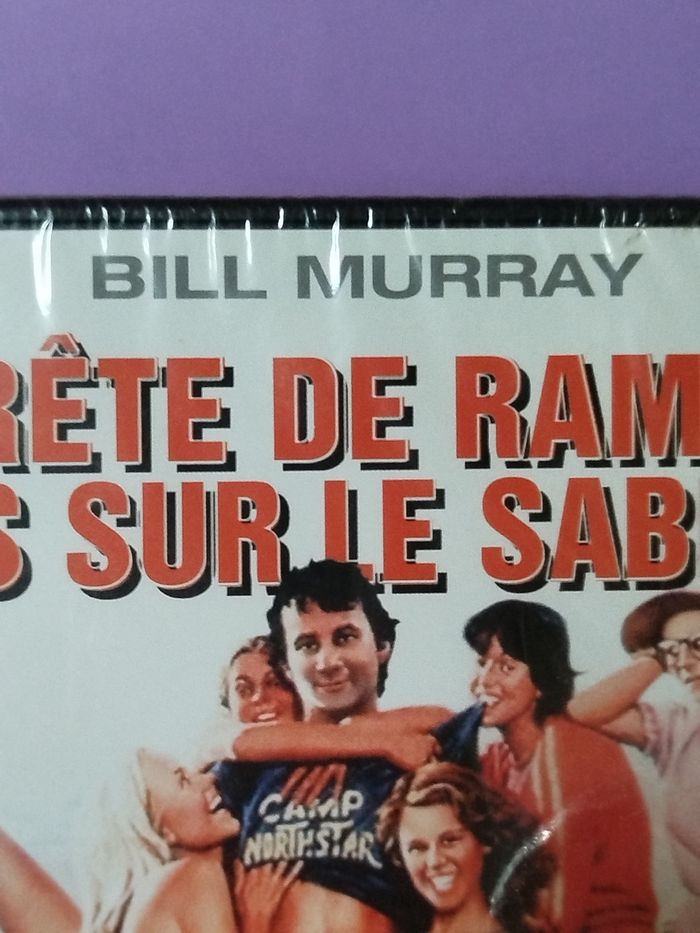 BILL MURRAY
RÊTE DE RAM
S SUR LE SAB
CAMP
NORTHSTAR